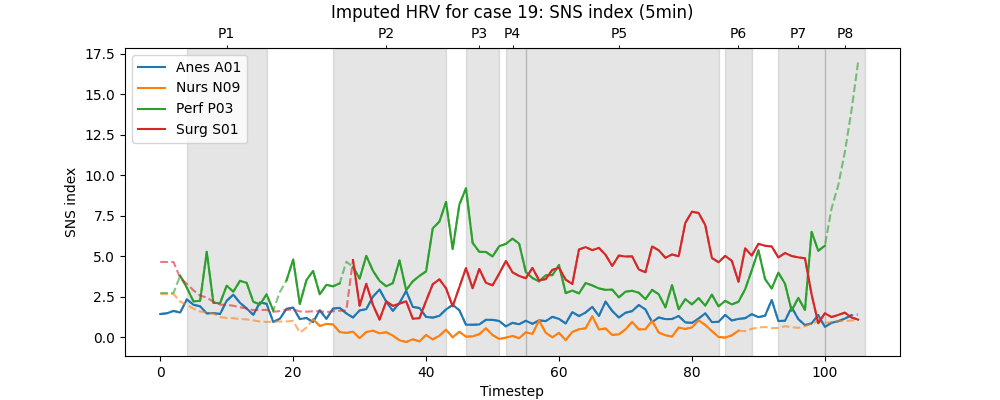 Imputed HRV for case 19: SNS index (5min)
P1 P2 P3 P4 P5 P6 P7 P8
17.5
15.0
12.5
10.0
7.5
5.0
2.5
0.0
SNS index
Anes A01
Nurs N09
Perf P03
Surg S01
0 20 40 60 80 100
Timestep